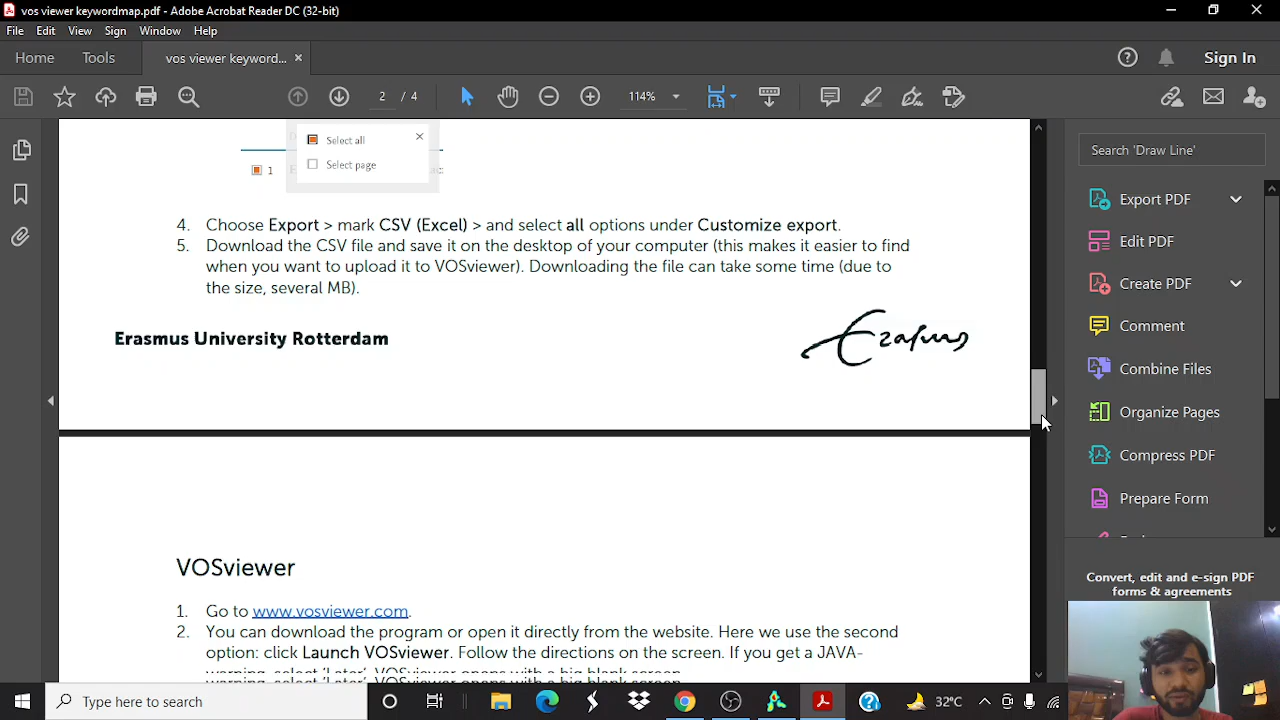 vos viewer keywordmap.pdf - Adobe Acrobat Reader DC (32-bit)
File Edit View Sign Window Help
Home Tools vos viewer keyword... × Sign In
2 / 4 114%
Select all
Select page
1
4. Choose Export > mark CSV (Excel) > and select all options under Customize export.
5. Download the CSV file and save it on the desktop of your computer (this makes it easier to find
when you want to upload it to VOSviewer). Downloading the file can take some time (due to
the size, several MB).
Erasmus University Rotterdam
Erasmus
VOSviewer
1. Go to www.vosviewer.com.
2. You can download the program or open it directly from the website. Here we use the second
option: click Launch VOSviewer. Follow the directions on the screen. If you get a JAVA-
warning, select 'Later'. VOSviewer opens with a big blank screen
Search 'Draw Line'
Export PDF
Edit PDF
Create PDF
Comment
Combine Files
Organize Pages
Compress PDF
Prepare Form
Convert, edit and e-sign PDF
forms & agreements
Type here to search
32°C